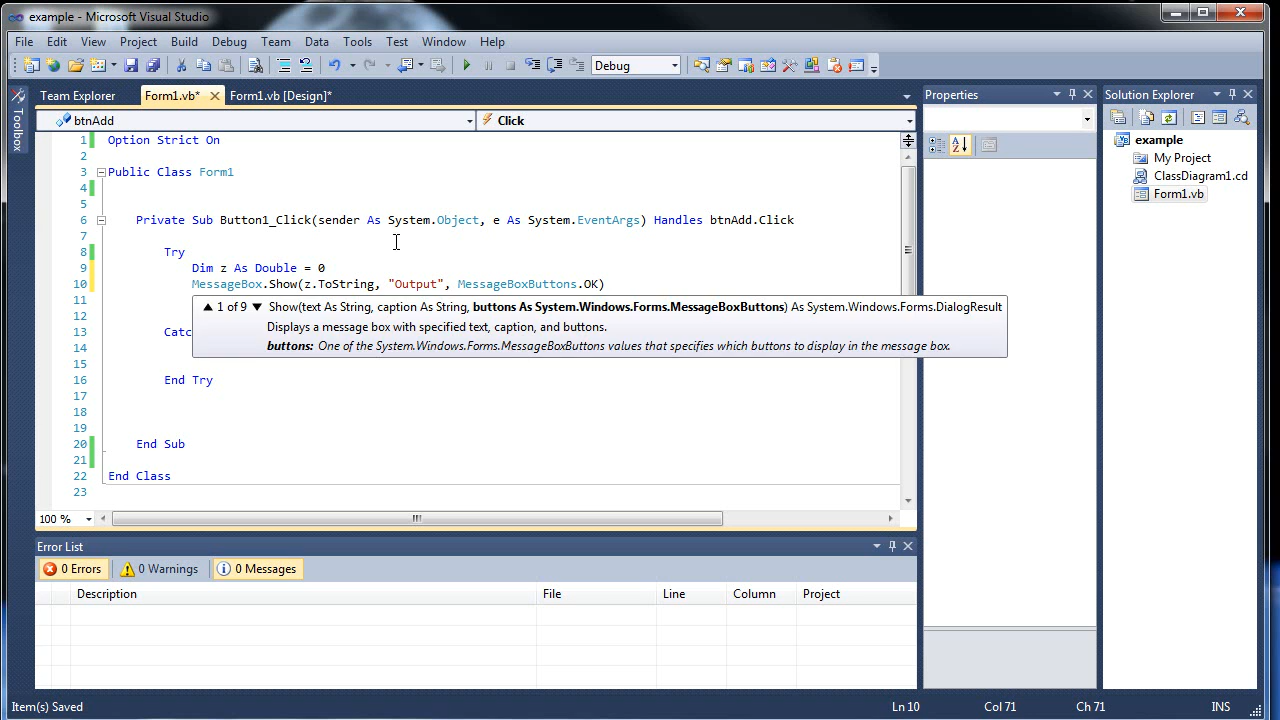 example - Microsoft Visual Studio
File Edit View Project Build Debug Team Data Tools Test Window Help
Debug
Team Explorer Form1.vb* Form1.vb [Design]*
Properties
Solution Explorer
Toolbox
btnAdd Click
1 Option Strict On
2
3 Public Class Form1
4
5
6 Private Sub Button1_Click(sender As System.Object, e As System.EventArgs) Handles btnAdd.Click
7
8 Try
9 Dim z As Double = 0
10 MessageBox.Show(z.ToString, "Output", MessageBoxButtons.OK)
11
1 of 9 Show(text As String, caption As String, buttons As System.Windows.Forms.MessageBoxButtons) As System.Windows.Forms.DialogResult
Displays a message box with specified text, caption, and buttons.
buttons: One of the System.Windows.Forms.MessageBoxButtons values that specifies which buttons to display in the message box.
12
13 Catc
14
16 End Try
17
18
19
20 End Sub
21
22 End Class
23
100 %
example
My Project
ClassDiagram1.cd
Form1.vb
Error List
0 Errors 0 Warnings 0 Messages
Description File Line Column Project
Item(s) Saved Ln 10 Col 71 Ch 71 INS